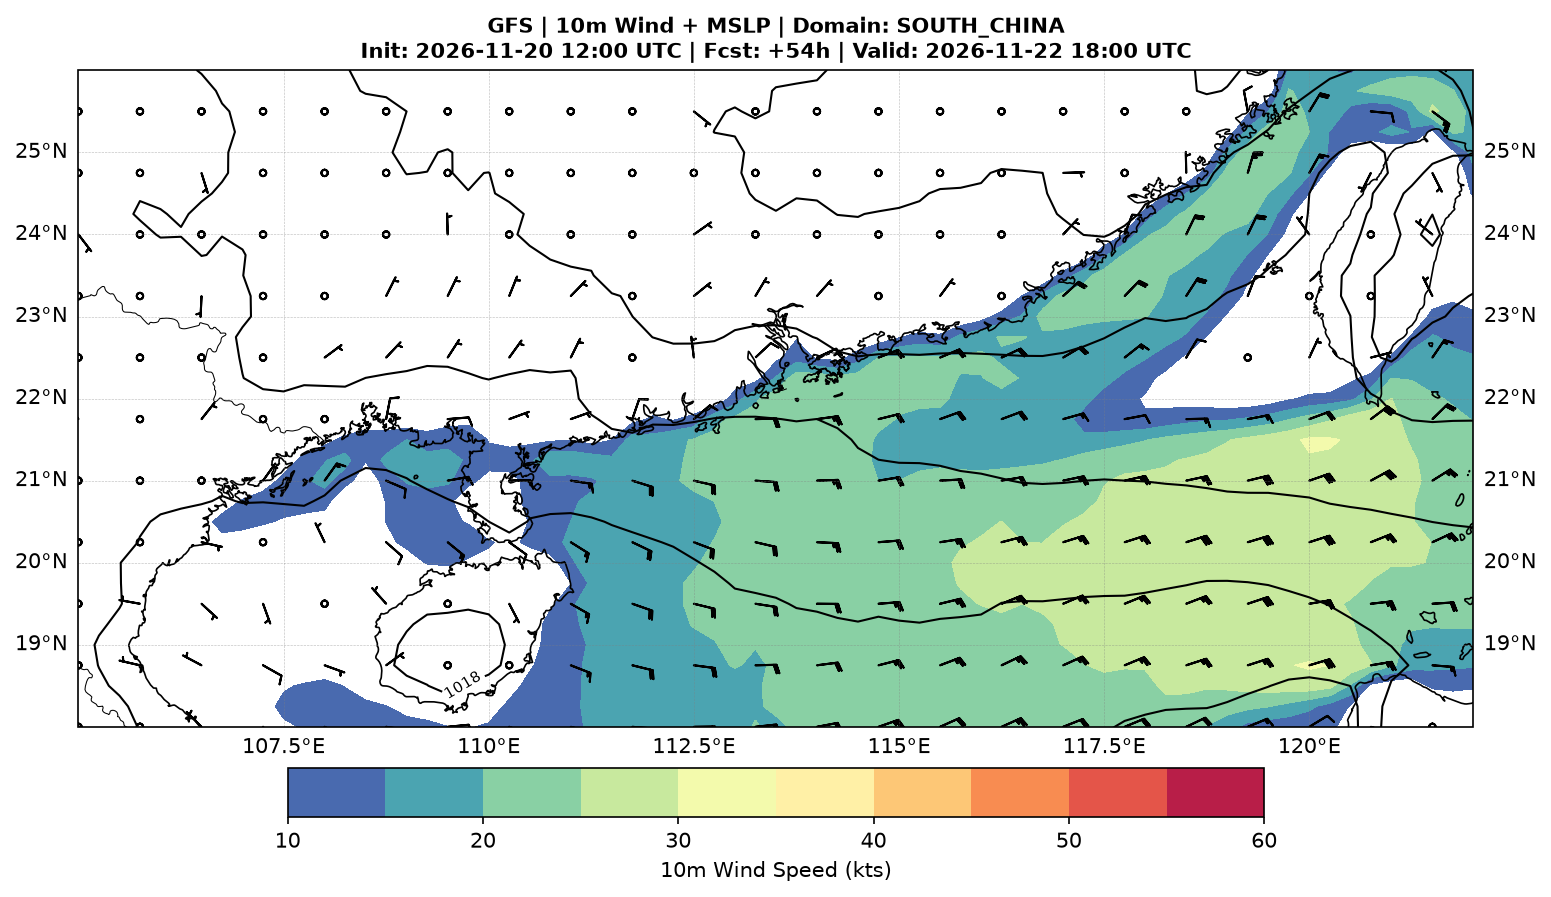 GFS | 10m Wind + MSLP | Domain: SOUTH_CHINA
Init: 2026-11-20 12:00 UTC | Fcst: +54h | Valid: 2026-11-22 18:00 UTC
25°N 25°N
24°N 24°N
23°N 23°N
22°N 22°N
21°N 21°N
20°N 20°N
19°N 19°N
1018
107.5°E 110°E 112.5°E 115°E 117.5°E 120°E
10 20 30 40 50 60
10m Wind Speed (kts)